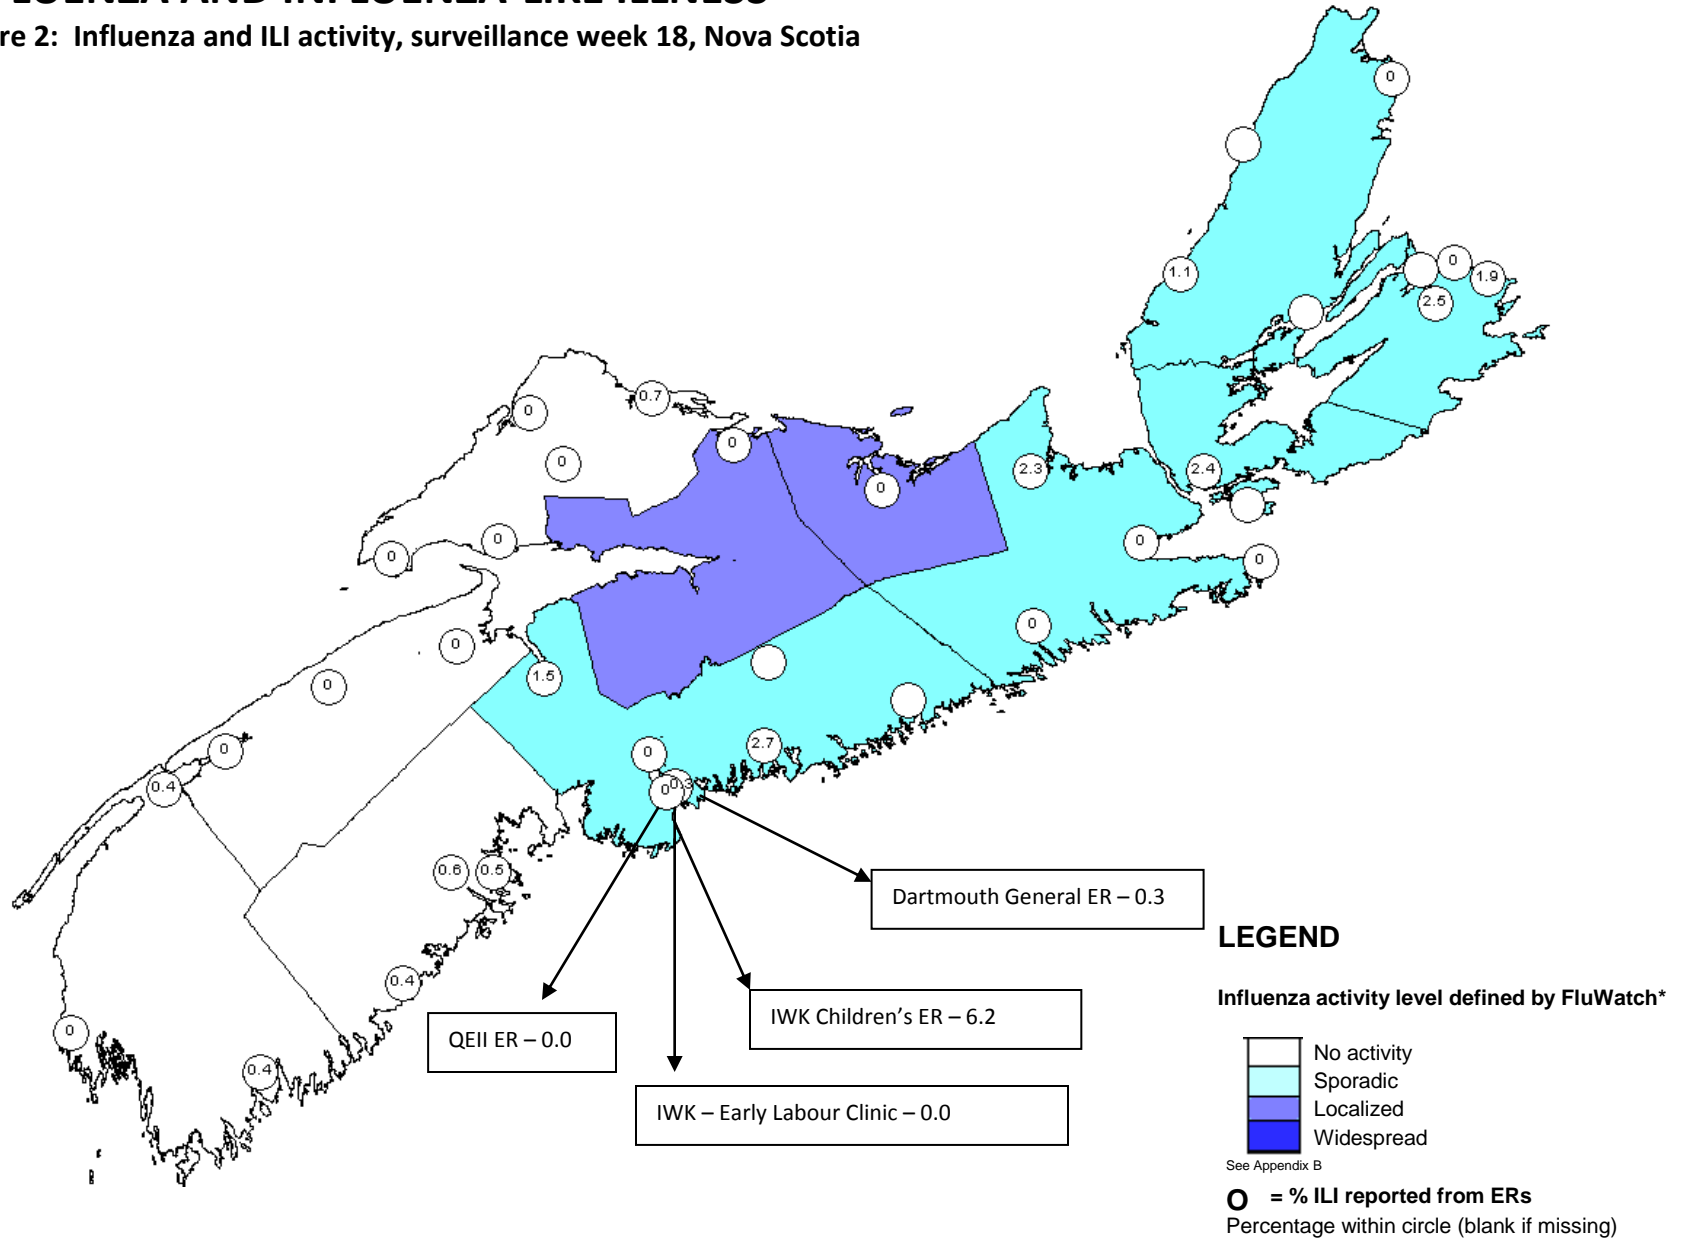 re 2: Influenza and ILI activity, surveillance week 18, Nova Scotia
0
1.1
0
1.9
2.5
0.7
0
0
0
0
2.3
2.4
0
0
0
0
0
0
0
1.5
0
0
2.7
0
0.3
0
0.4
0.6
0.5
0.4
0
0.4
Dartmouth General ER – 0.3
IWK Children’s ER – 6.2
QEII ER – 0.0
IWK – Early Labour Clinic – 0.0
LEGEND
Influenza activity level defined by FluWatch*
No activity
Sporadic
Localized
Widespread
See Appendix B
O = % ILI reported from ERs
Percentage within circle (blank if missing)